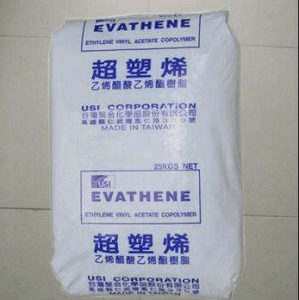 USI EVATHENE
ETHYLENE VINYL ACETATE COPOLYMER
超塑烯
乙烯醋酸乙烯酯樹脂
USI CORPORATION
台灣聚合化學品股份有限公司
MADE IN TAIWAN
25KGS NET
USI EVATHENE
ETHYLENE VINYL ACETATE COPOLYMER
超塑烯
乙烯醋酸乙烯酯樹脂
USI CORPORATION
台灣聚合化學品股份有限公司
MADE IN TAIWAN